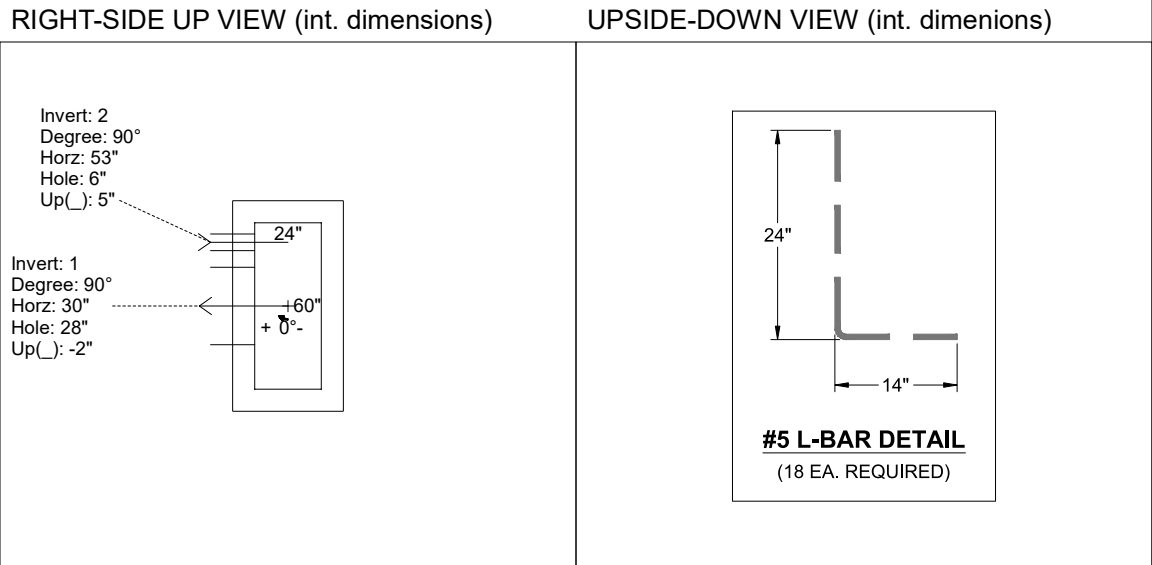 RIGHT-SIDE UP VIEW (int. dimensions)
UPSIDE-DOWN VIEW (int. dimenions)
Invert: 2
Degree: 90°
Horz: 53"
Hole: 6"
Up(_): 5"
24"
Invert: 1
Degree: 90°
Horz: 30"
Hole: 28"
Up(_): -2"
60"
+ 0°-
24"
14"
#5 L-BAR DETAIL
(18 EA. REQUIRED)